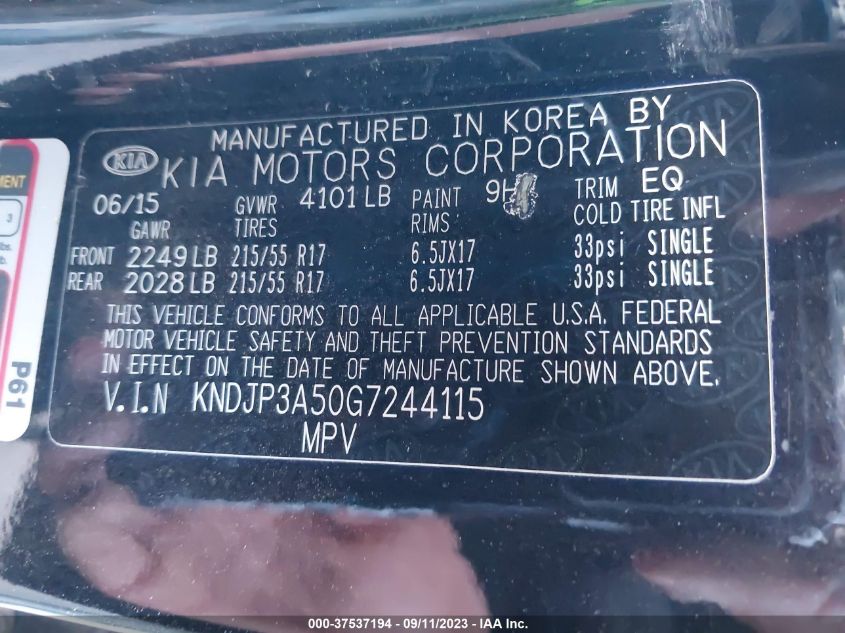 MANUFACTURED IN KOREA BY
KIA KIA MOTORS CORPORATION
06/15 GVWR 4101 LB PAINT TRIM EQ
GAWR TIRES RIMS COLD TIRE INFL
FRONT 2249 LB 215/55 R17 6.5JX17 33psi SINGLE
REAR 2028 LB 215/55 R17 6.5JX17 33psi SINGLE
THIS VEHICLE CONFORMS TO ALL APPLICABLE U.S.A. FEDERAL
MOTOR VEHICLE SAFETY AND THEFT PREVENTION STANDARDS
IN EFFECT ON THE DATE OF MANUFACTURE SHOWN ABOVE.
V.I.N KNDJP3A50G7244115
MPV
3
P61
000-37537194 - 09/11/2023 - IAA Inc.